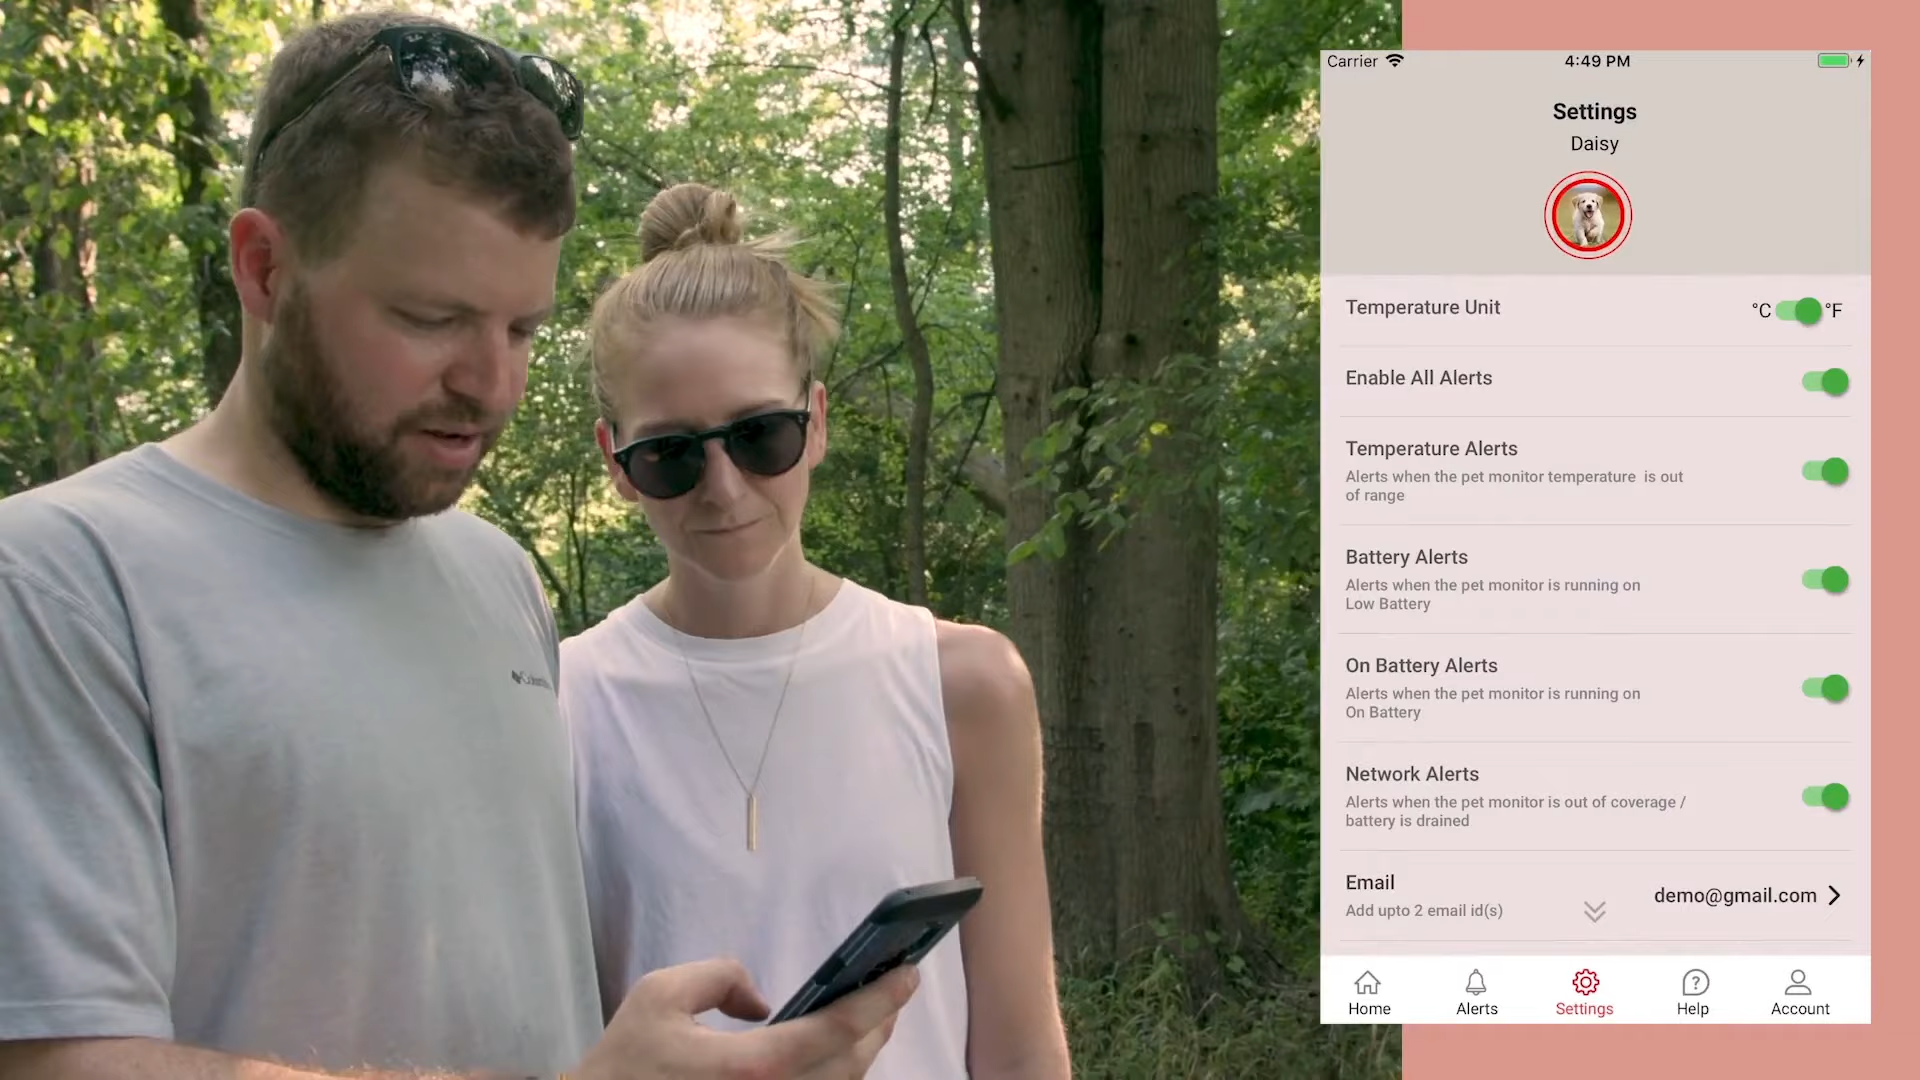 Carrier
4:49 PM
Settings
Daisy
Temperature Unit
°C
°F
Enable All Alerts
Temperature Alerts
Alerts when the pet monitor temperature is out
of range
Battery Alerts
Alerts when the pet monitor is running on
Low Battery
On Battery Alerts
Alerts when the pet monitor is running on
On Battery
Network Alerts
Alerts when the pet monitor is out of coverage /
battery is drained
Email
Add upto 2 email id(s)
demo@gmail.com
Home
Alerts
Settings
Help
Account